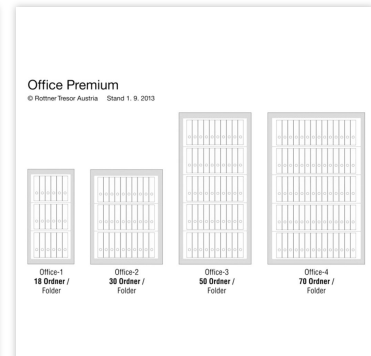 Office Premium
© Rottner Tresor Austria Stand 1. 9. 2013
Office-1
18 Ordner /
Folder
Office-2
30 Ordner /
Folder
Office-3
50 Ordner /
Folder
Office-4
70 Ordner /
Folder